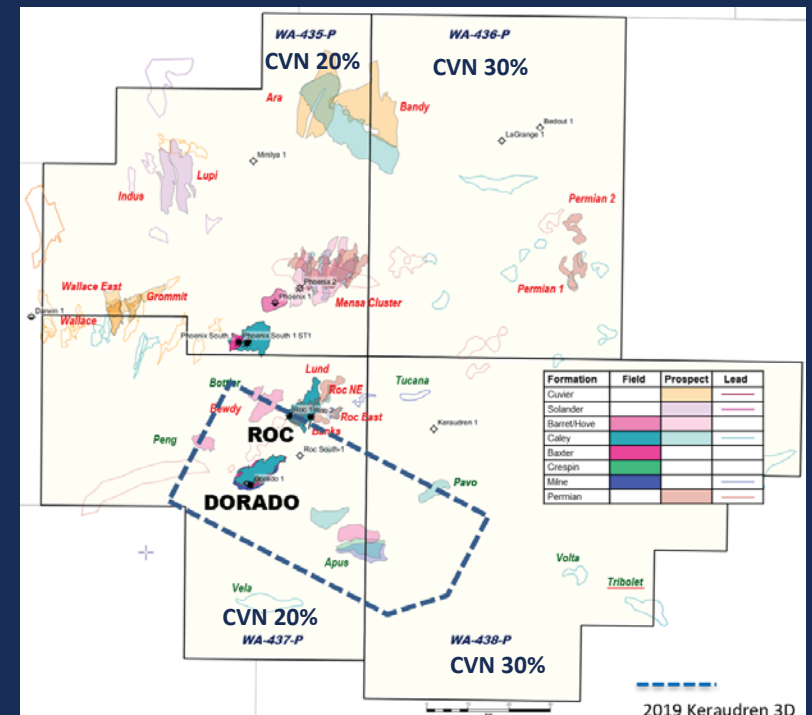 WA-435-P
CVN 20%
WA-436-P
CVN 30%
Ara
Bandy
Bedout 1
LaGrange 1
Minilya 1
Lupi
Indus
Permian 2
Permian 1
Wallace East
Grommit
Wallace
Darwin 1
Phoenix 2
Phoenix 1
Mensa Cluster
Phoenix South
Phoenix South 1 ST1
Lund
Roc NE
Bottler
Bewdy
Tucana
Roc 1
Roc 2
Roc East
Banks
Keraudren 1
ROC
Peng
Roc South 1
Dorado 1
DORADO
Pavo
Apus
Vela
Volta
Tribolet
CVN 20%
WA-437-P
WA-438-P
CVN 30%
Formation Field Prospect Lead
Cuvier
Solander
Barret/Hove
Caley
Baxter
Crespin
Milne
Permian
2019 Keraudren 3D